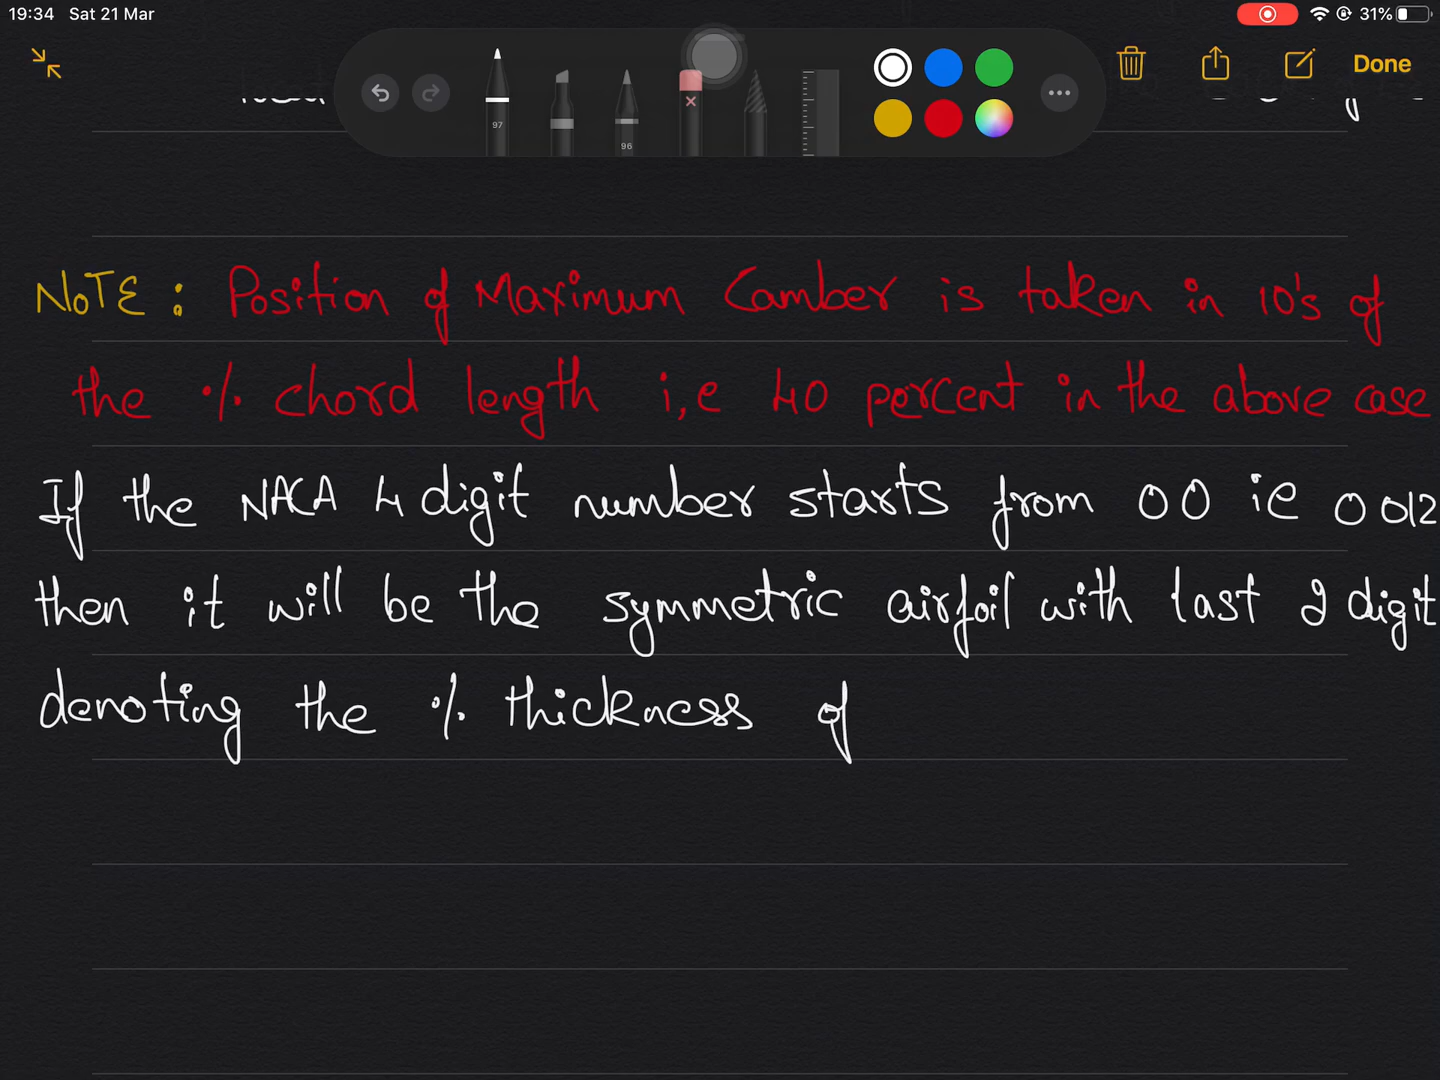 19:34 Sat 21 Mar
31%
97
96
Done
NOTE : Position of Maximum Camber is taken in 10's of
the % chord length i,e 40 percent in the above case
If the NACA 4 digit number starts from 00 ie 0012
then it will be the symmetric airfoil with last 2 digit
denoting the % thickness of